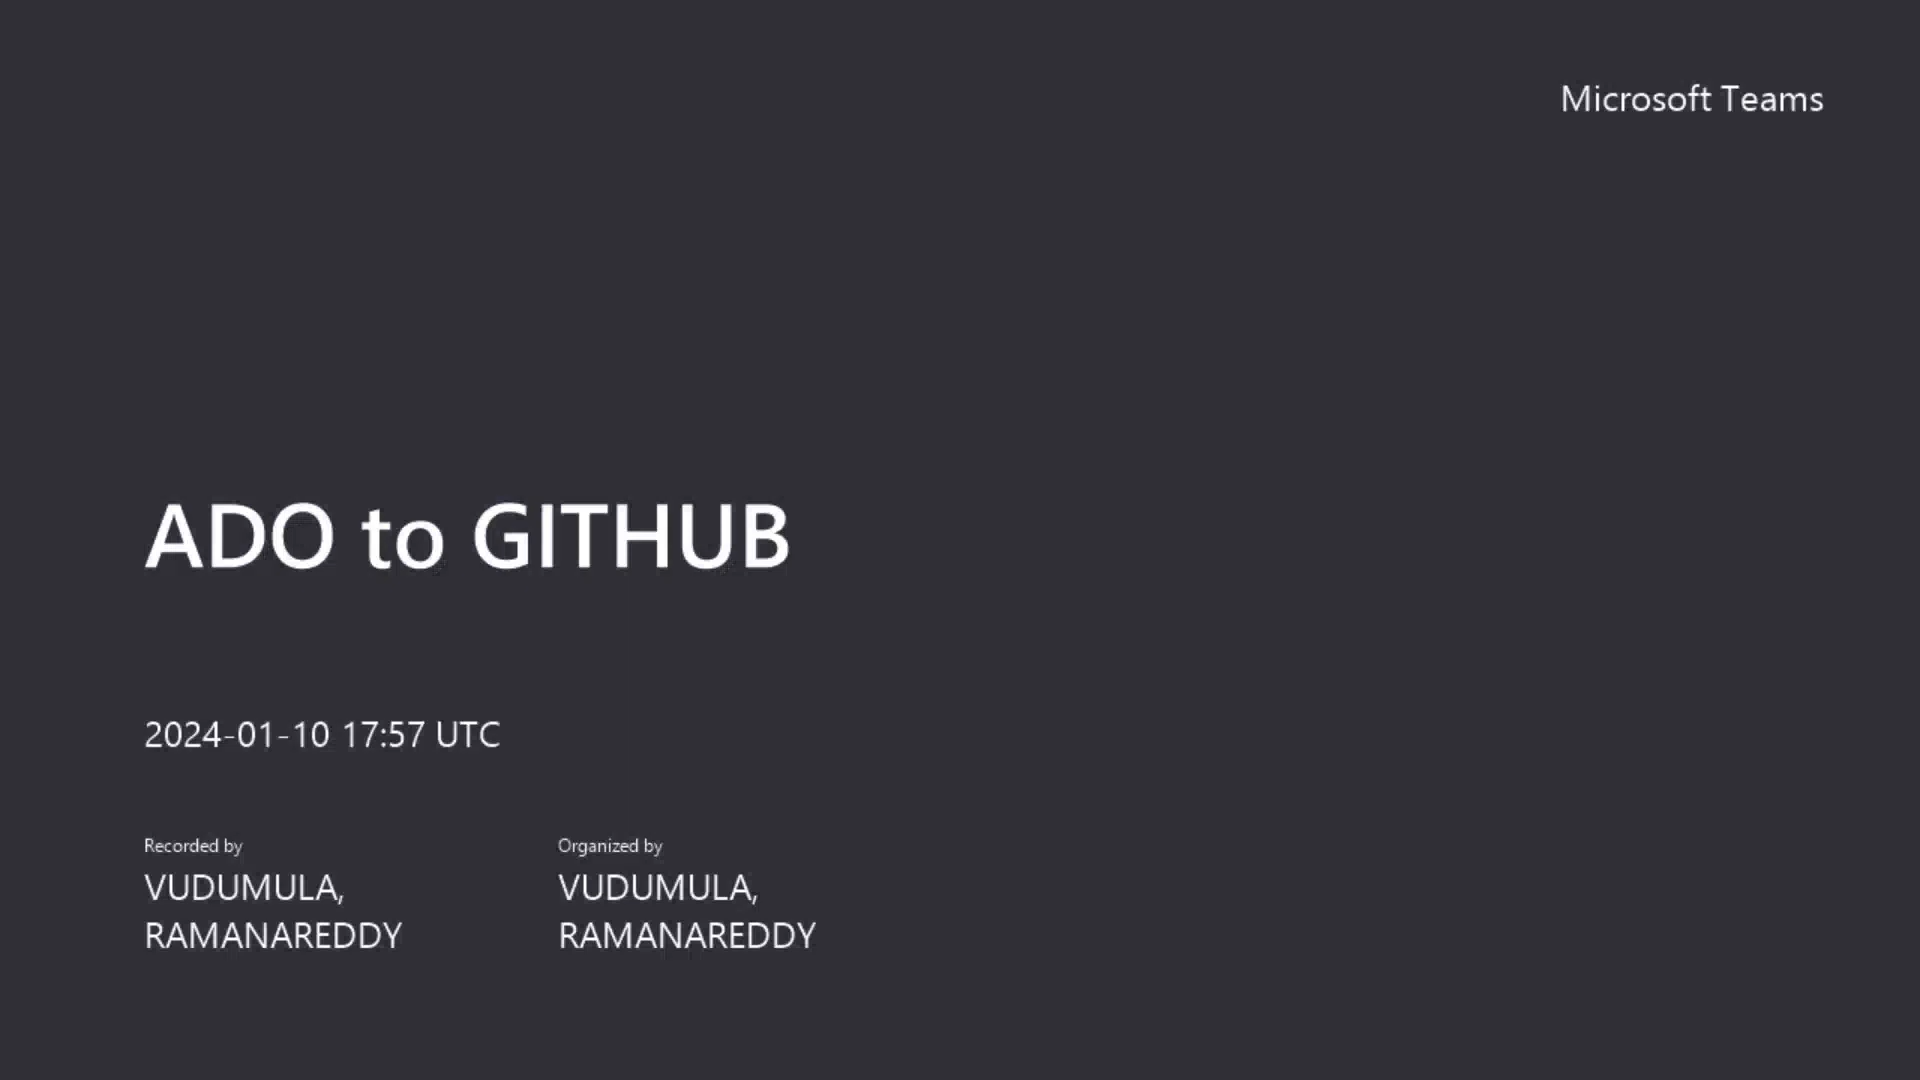 Microsoft Teams
ADO to GITHUB
2024-01-10 17:57 UTC
Recorded by
VUDUMULA,
RAMANAREDDY
Organized by
VUDUMULA,
RAMANAREDDY